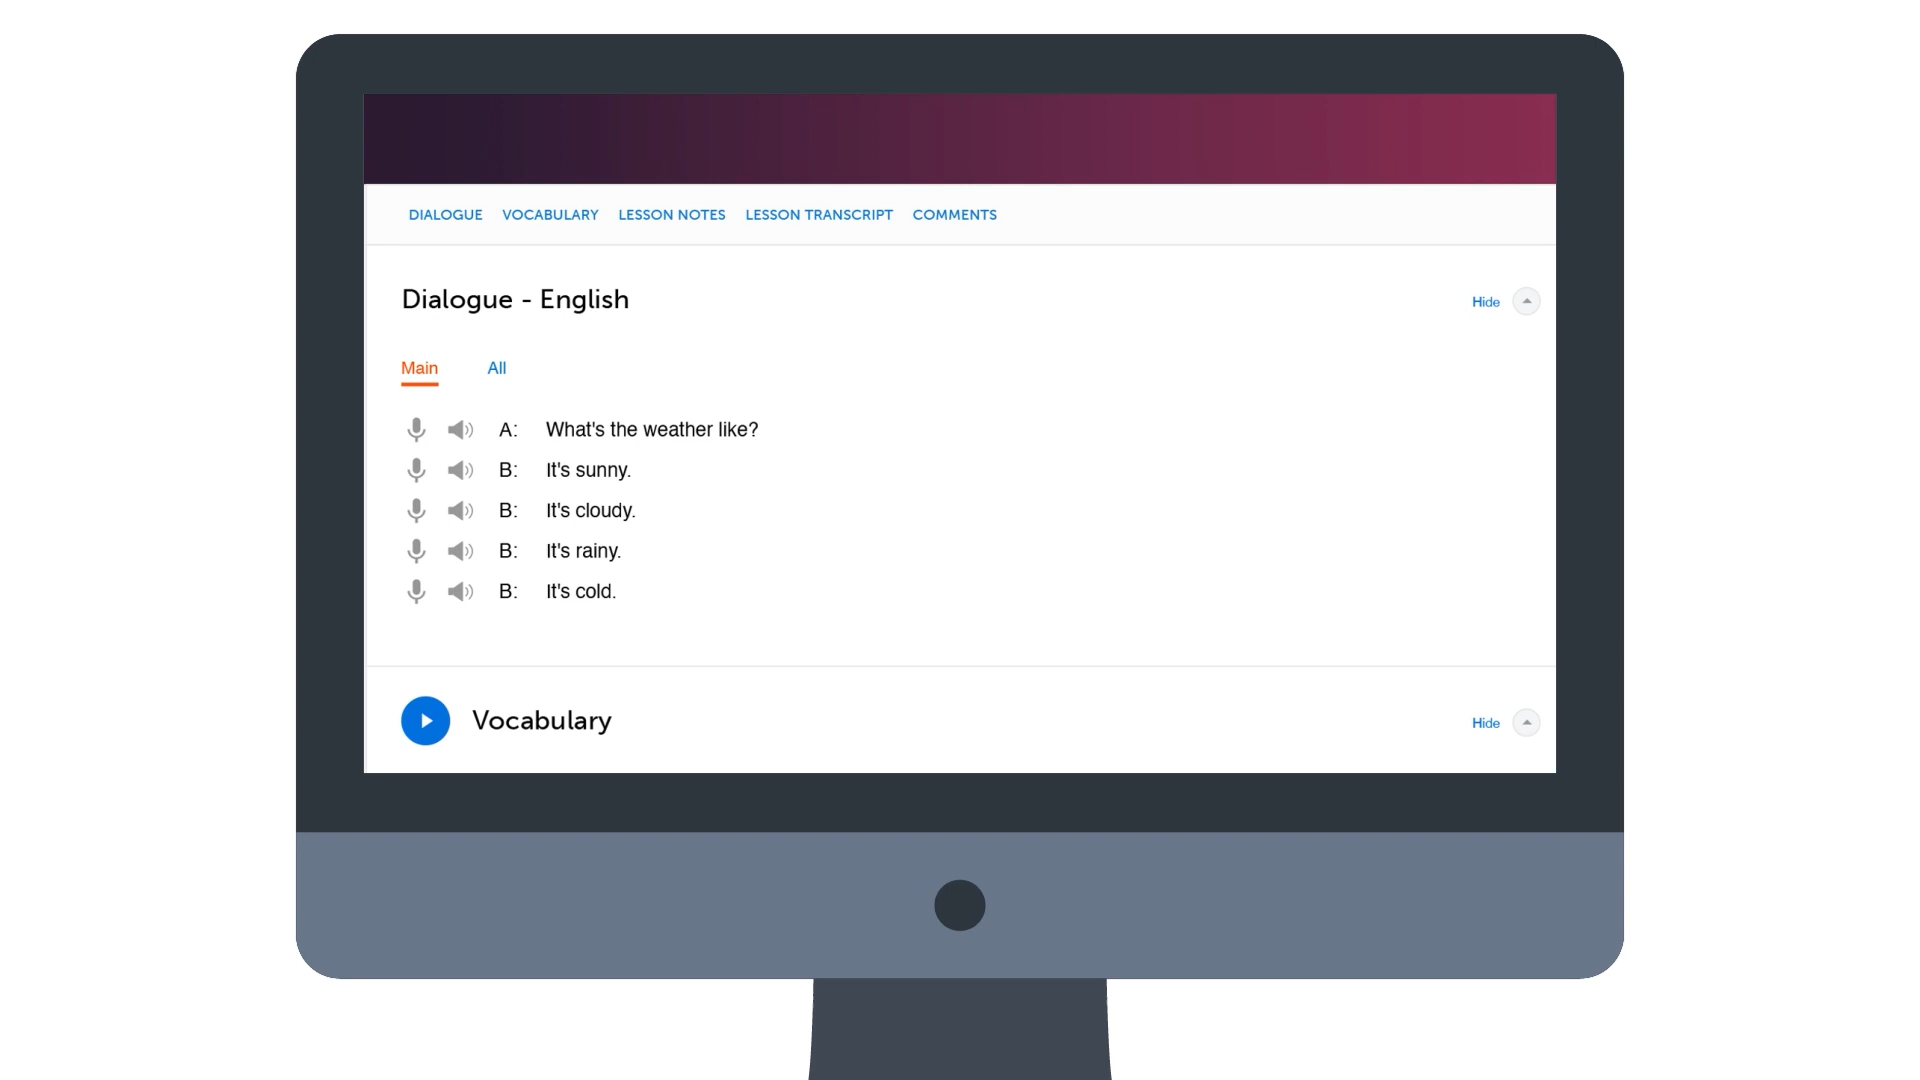 DIALOGUE VOCABULARY LESSON NOTES LESSON TRANSCRIPT COMMENTS
Dialogue - English Hide
Main All
A: What's the weather like?
B: It's sunny.
B: It's cloudy.
B: It's rainy.
B: It's cold.
Vocabulary Hide